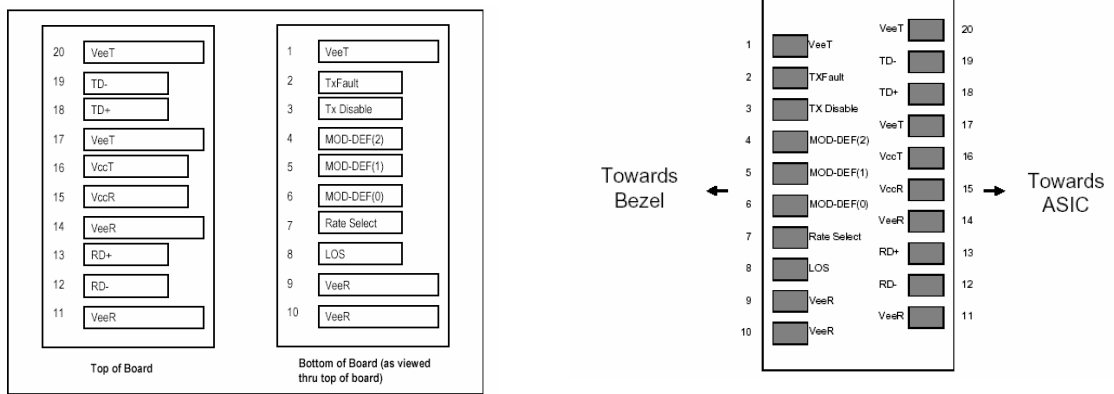 20 VeeT
19 TD-
18 TD+
17 VeeT
16 VccT
15 VccR
14 VeeR
13 RD+
12 RD-
11 VeeR
Top of Board
1 VeeT
2 TxFault
3 Tx Disable
4 MOD-DEF(2)
5 MOD-DEF(1)
6 MOD-DEF(0)
7 Rate Select
8 LOS
9 VeeR
10 VeeR
Bottom of Board (as viewed
thru top of board)
Towards
Bezel
1 VeeT
2 TXFault
3 TX Disable
4 MOD-DEF(2)
5 MOD-DEF(1)
6 MOD-DEF(0)
7 Rate Select
8 LOS
9 VeeR
10 VeeR
VeeT 20
TD- 19
TD+ 18
VeeT 17
VccT 16
VccR 15
VeeR 14
RD+ 13
RD- 12
VeeR 11
Towards
ASIC